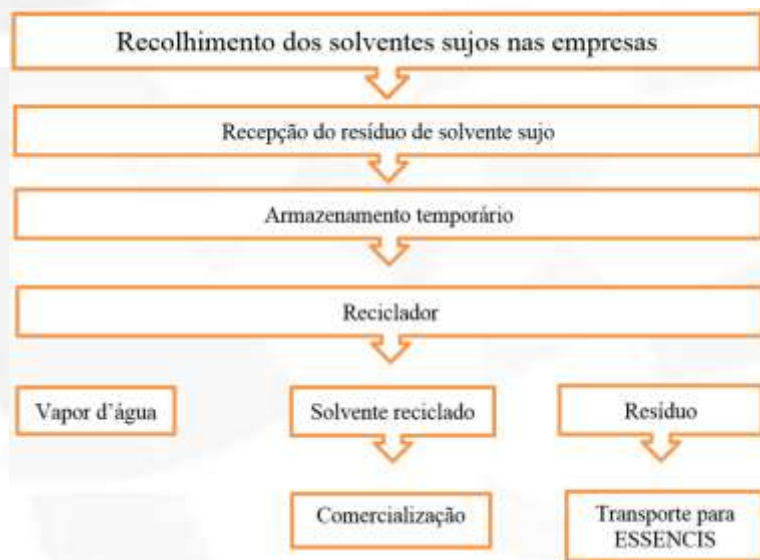 Recolhimento dos solventes sujos nas empresas
Recepção do resíduo de solvente sujo
Armazenamento temporário
Reciclador
Vapor d’água
Solvente reciclado
Resíduo
Comercialização
Transporte para
ESSENCIS